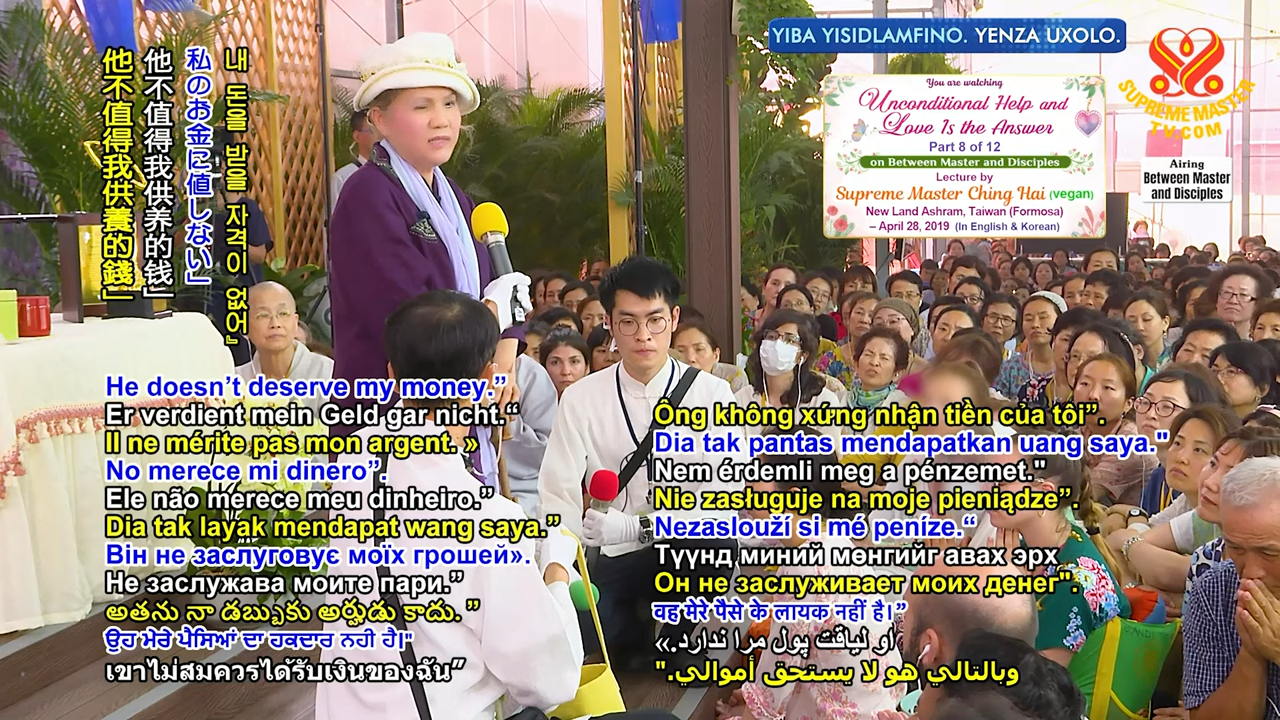 YIBA YISIDLAMFINO. YENZA UXOLO.
SUPREME MASTER
TV.COM
You are watching
Unconditional Help and
Love Is the Answer
Part 8 of 12
on Between Master and Disciples
Lecture by
Supreme Master Ching Hai (vegan)
New Land Ashram, Taiwan (Formosa)
– April 28, 2019 (In English & Korean)
Airing
Between Master
and Disciples
내 돈을 받을 자격이 없어』
私のお金に値しない」
他不值得我供养的钱」
他不值得我供養的錢」
He doesn’t deserve my money.”
Er verdient mein Geld gar nicht.“
Il ne mérite pas mon argent. »
No merece mi dinero”.
Ele não merece meu dinheiro.”
Dia tak layak mendapat wang saya.”
Він не заслуговує моїх грошей».
Не заслужава моите пари.”
అతను నా డబ్బుకు అర్హుడు కాదు. ”
ਉਹ ਮੇਰੇ ਪੈਸਿਆਂ ਦਾ ਹਕਦਾਰ ਨਹੀ ਹੈ।"
เขาไม่สมควรได้รับเงินของฉัน”
Ông không xứng nhận tiền của tôi”.
Dia tak pantas mendapatkan uang saya."
Nem érdemli meg a pénzemet."
Nie zasługuje na moje pieniądze”.
Nezaslouží si mé peníze.“
Түүнд миний мөнгийг авах эрх
Он не заслуживает моих денег".
वह मेरे पैसे के लायक नहीं है।”
او لیاقت پول مرا ندارد.»
وبالتالي هو لا يستحق أموالي."